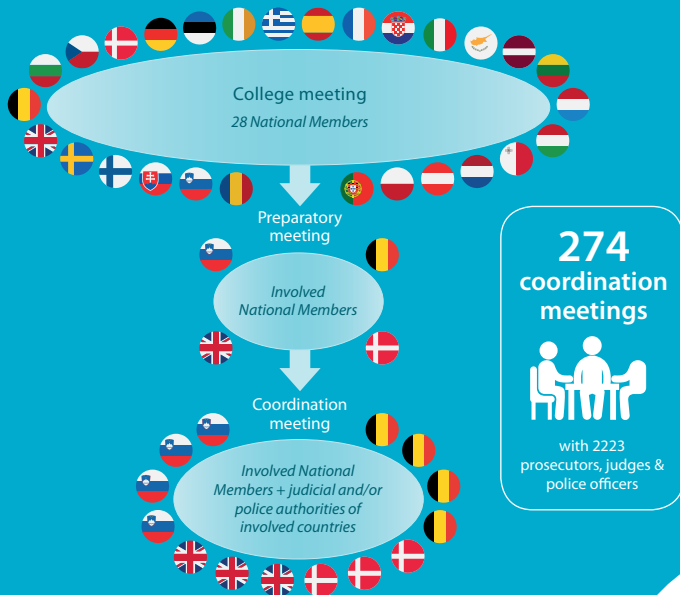 College meeting
28 National Members
Preparatory
meeting
Involved
National Members
Coordination
meeting
Involved National
Members + judicial and/or
police authorities of
involved countries
274
coordination
meetings
with 2223
prosecutors, judges &
police officers